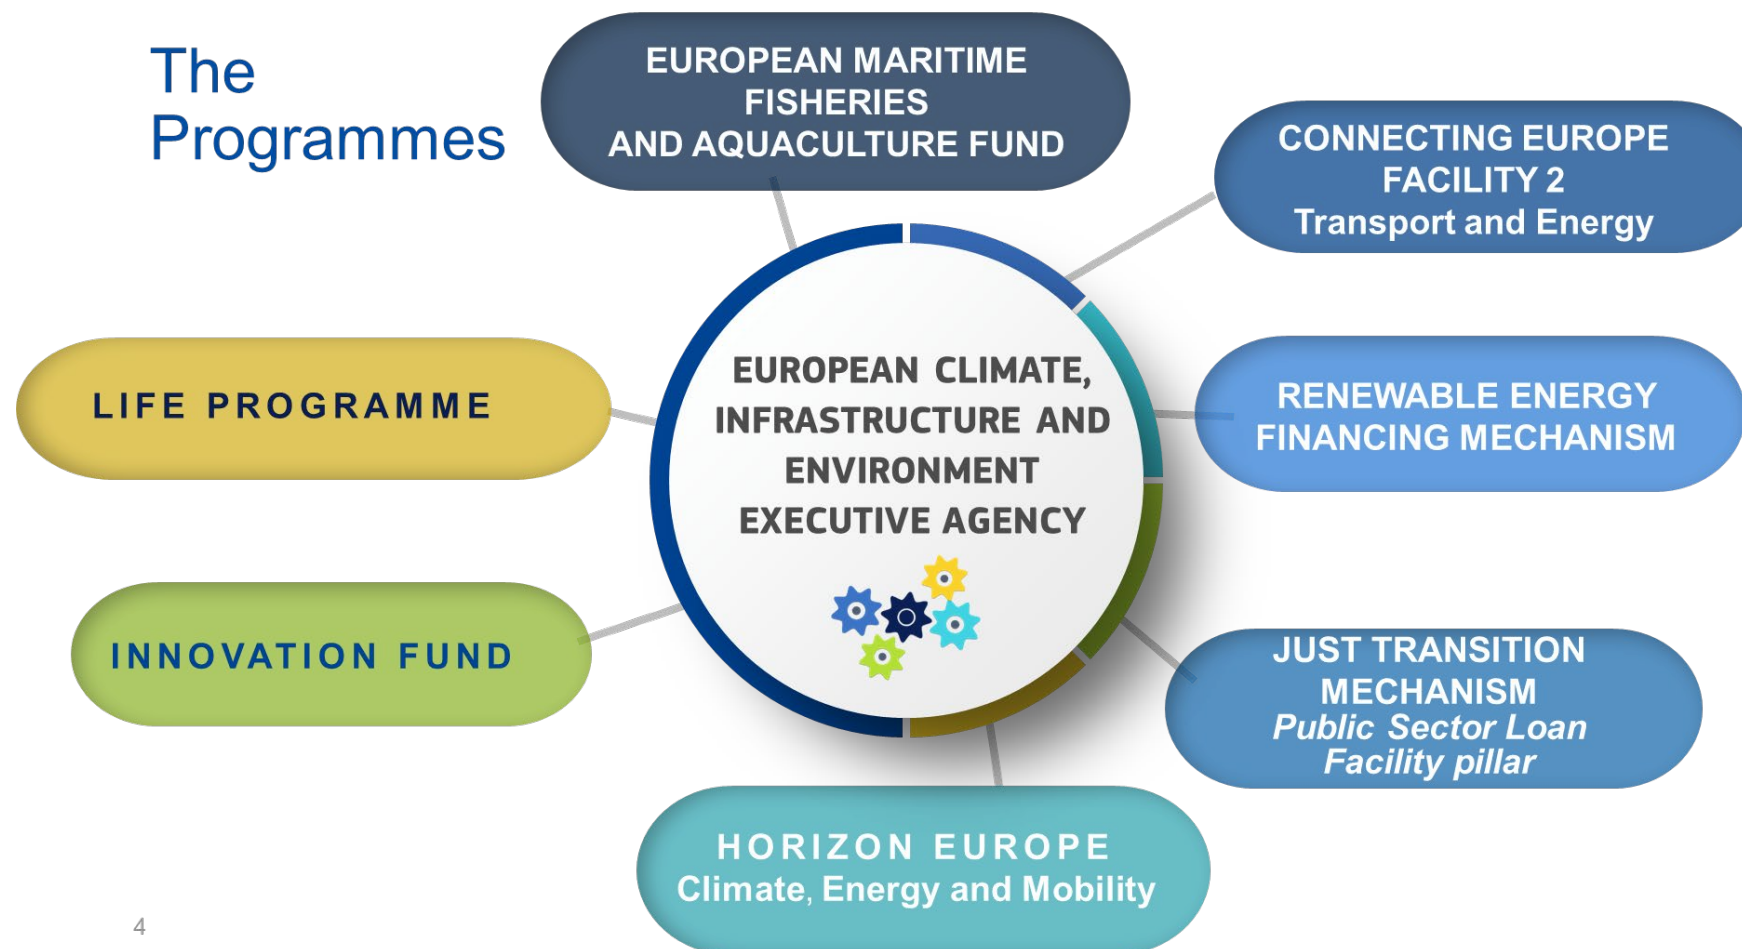 The
Programmes
EUROPEAN MARITIME
FISHERIES
AND AQUACULTURE FUND
CONNECTING EUROPE
FACILITY 2
Transport and Energy
LIFE PROGRAMME
EUROPEAN CLIMATE,
INFRASTRUCTURE AND
ENVIRONMENT
EXECUTIVE AGENCY
RENEWABLE ENERGY
FINANCING MECHANISM
INNOVATION FUND
JUST TRANSITION
MECHANISM
Public Sector Loan
Facility pillar
HORIZON EUROPE
Climate, Energy and Mobility
4